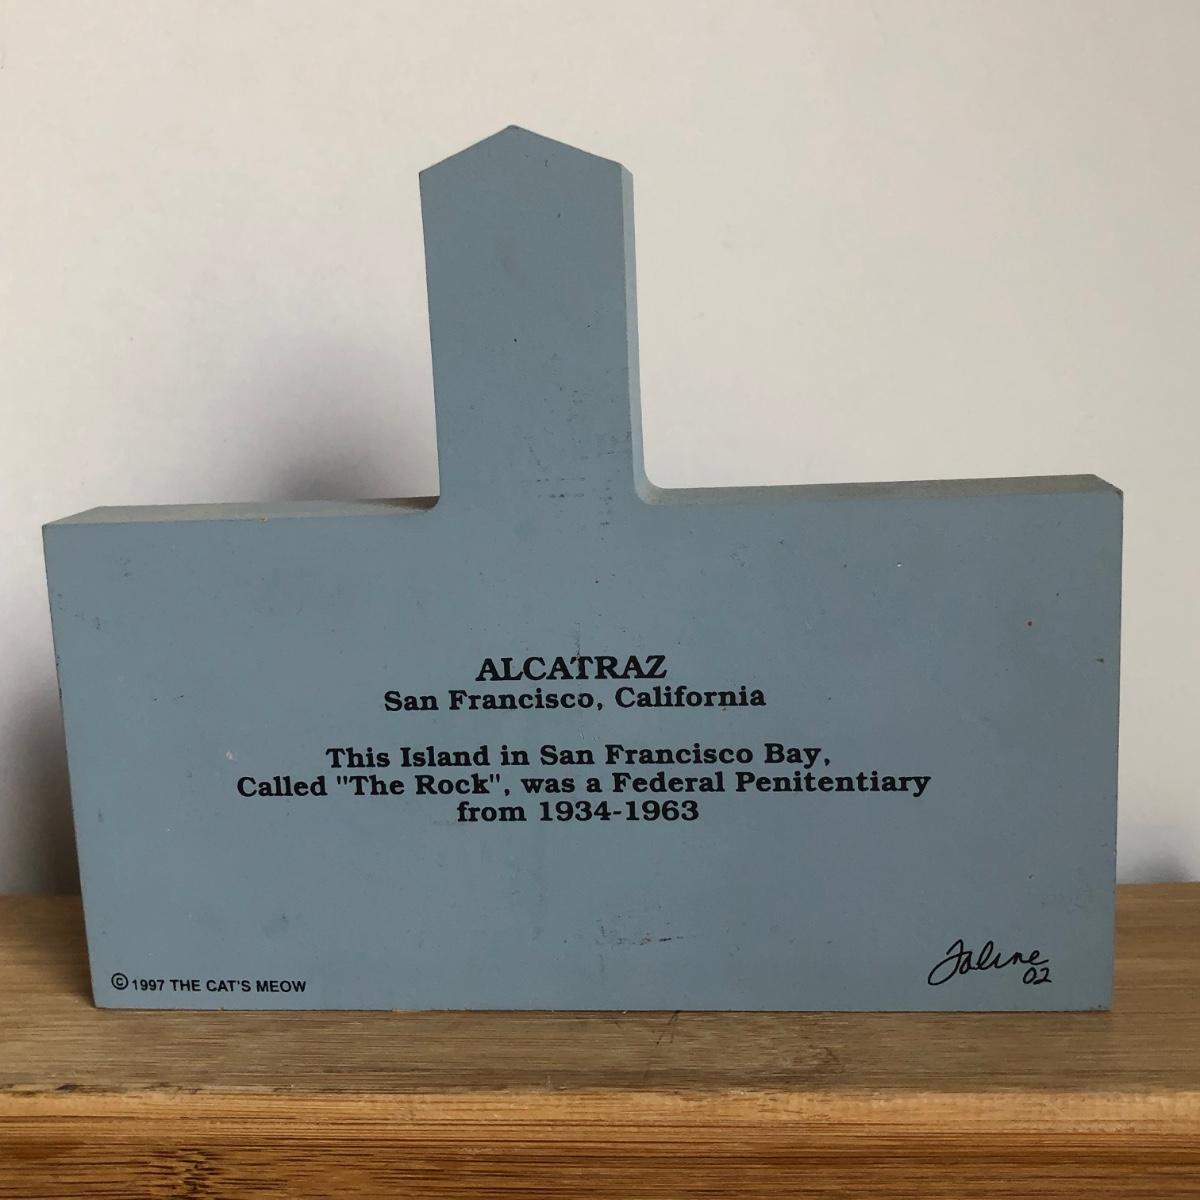 ALCATRAZ
San Francisco, California
This Island in San Francisco Bay,
Called "The Rock", was a Federal Penitentiary
from 1934-1963
© 1997 THE CAT'S MEOW
Faline
02